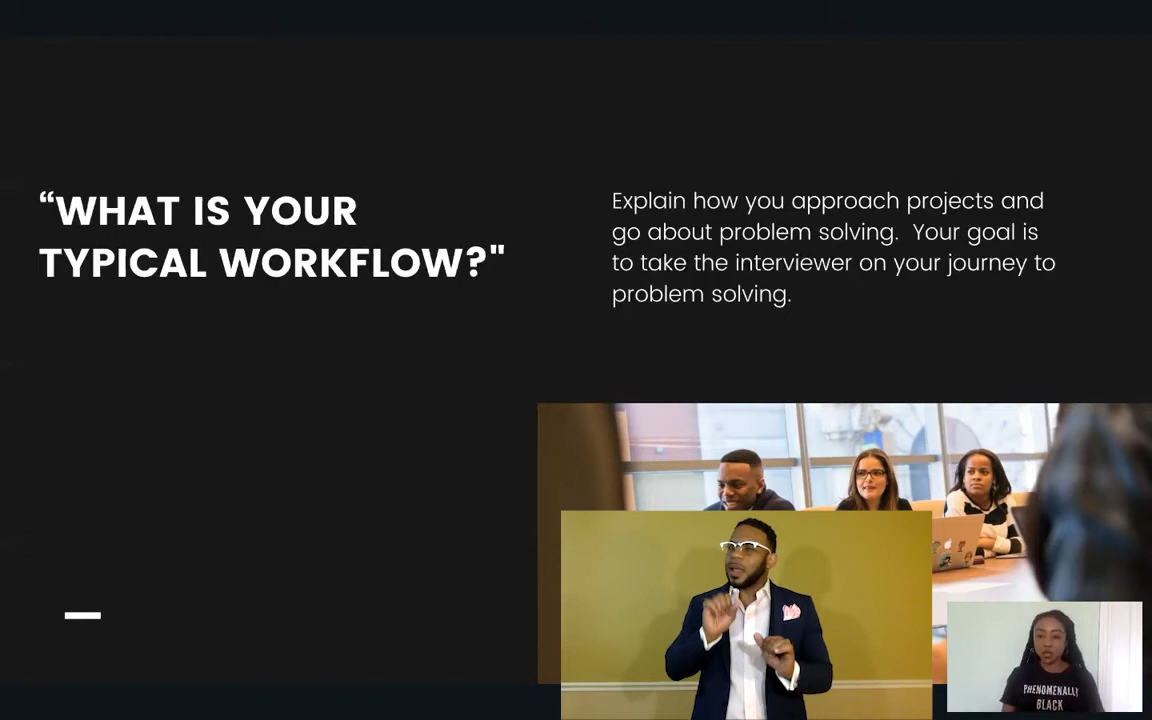 “WHAT IS YOUR
TYPICAL WORKFLOW?"
Explain how you approach projects and
go about problem solving.  Your goal is
to take the interviewer on your journey to
problem solving.
PHENOMENALLY
BLACK